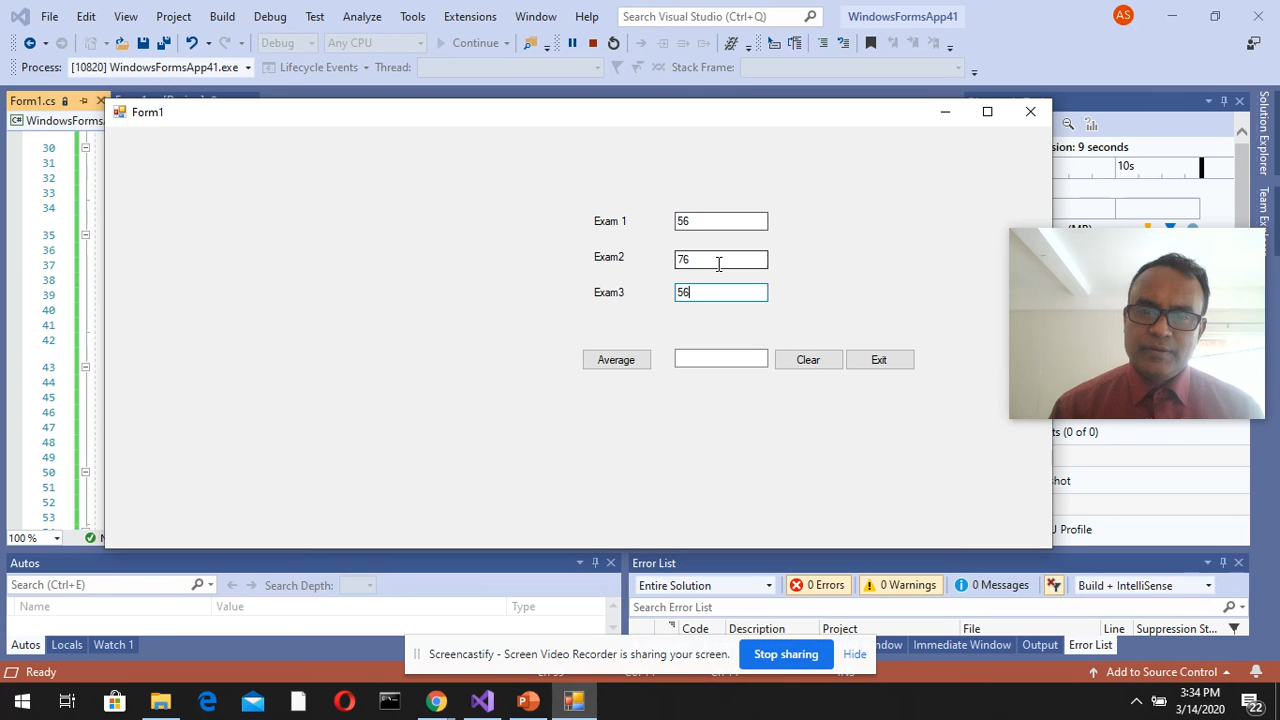 File Edit View Project Build Debug Test Analyze Tools Extensions Window Help Search Visual Studio (Ctrl+Q) WindowsFormsApp41 AS
Debug Any CPU Continue
Process: [10820] WindowsFormsApp41.exe Lifecycle Events Thread: Stack Frame:
Form1.cs
Form1
C# WindowsFormsA
30
31
32
33
34
35
36
37
38
39
40
41
42
43
44
45
46
47
48
49
50
51
52
53
100 %
Exam 1 56
Exam2 76
Exam3 56
Average Clear Exit
sion: 9 seconds
10s
(MB)
ts (0 of 0)
shot
U Profile
Solution Explorer
Team Ex
Autos
Search (Ctrl+E) Search Depth:
Name Value Type
Autos Locals Watch 1
Error List
Entire Solution 0 Errors 0 Warnings 0 Messages Build + IntelliSense
Search Error List
Code Description Project File Line Suppression St...
ndow Immediate Window Output Error List
Screencastify - Screen Video Recorder is sharing your screen. Stop sharing Hide
Ready Add to Source Control
3:34 PM
3/14/2020
22